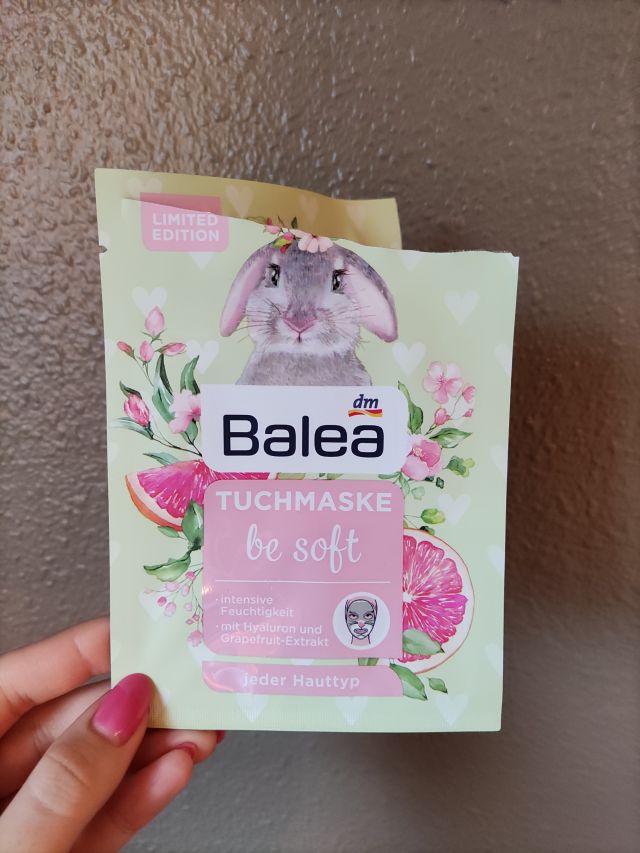 LIMITED
EDITION
dm
Balea
TUCHMASKE
be soft
· intensive
Feuchtigkeit
· mit Hyaluron und
Grapefruit-Extrakt
jeder Hauttyp